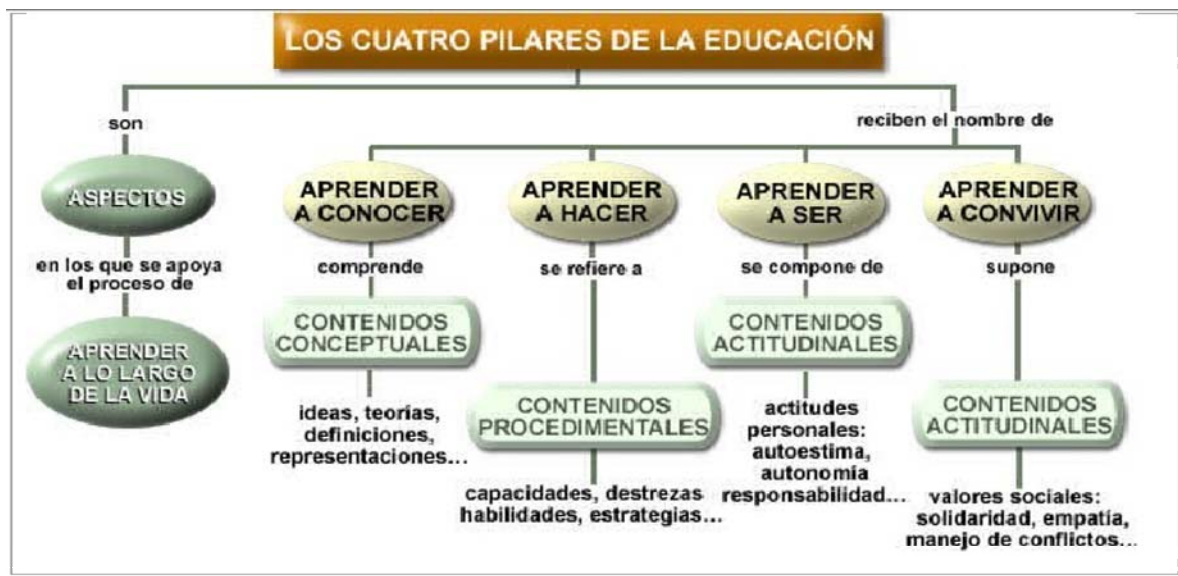 LOS CUATRO PILARES DE LA EDUCACIÓN
son
ASPECTOS
en los que se apoya
el proceso de
APRENDER
A LO LARGO
DE LA VIDA
reciben el nombre de
APRENDER
A CONOCER
comprende
CONTENIDOS
CONCEPTUALES
ideas, teorías,
definiciones,
representaciones...
APRENDER
A HACER
se refiere a
CONTENIDOS
PROCEDIMENTALES
capacidades, destrezas
habilidades, estrategias...
APRENDER
A SER
se compone de
CONTENIDOS
ACTITUDINALES
actitudes
personales:
autoestima,
autonomía
responsabilidad...
APRENDER
A CONVIVIR
supone
CONTENIDOS
ACTITUDINALES
valores sociales:
solidaridad, empatía,
manejo de conflictos...